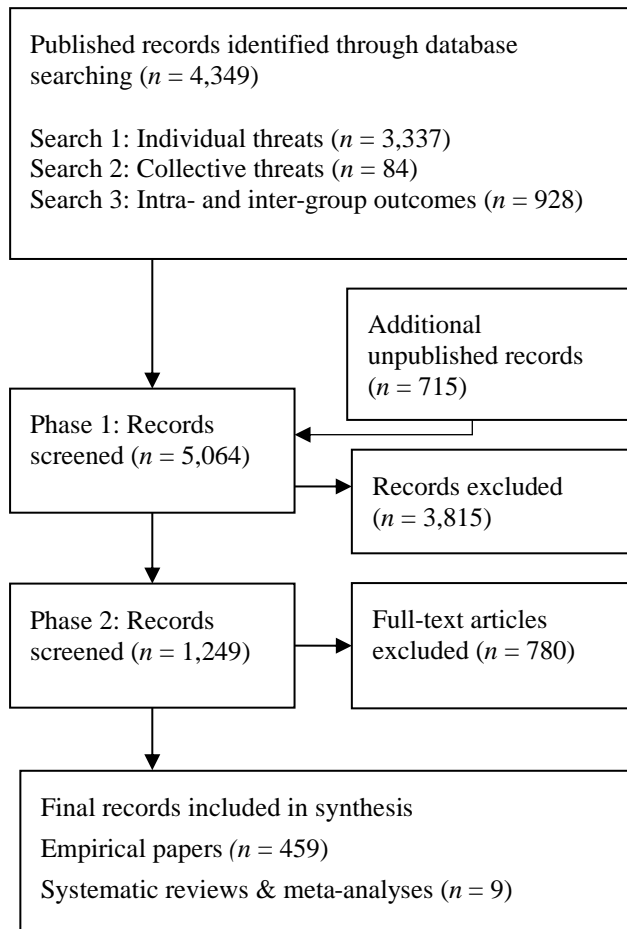 Published records identified through database
searching (n = 4,349)
Search 1: Individual threats (n = 3,337)
Search 2: Collective threats (n = 84)
Search 3: Intra- and inter-group outcomes (n = 928)
Additional
unpublished records
(n = 715)
Phase 1: Records
screened (n = 5,064)
Records excluded
(n = 3,815)
Phase 2: Records
screened (n = 1,249)
Full-text articles
excluded (n = 780)
Final records included in synthesis
Empirical papers (n = 459)
Systematic reviews & meta-analyses (n = 9)